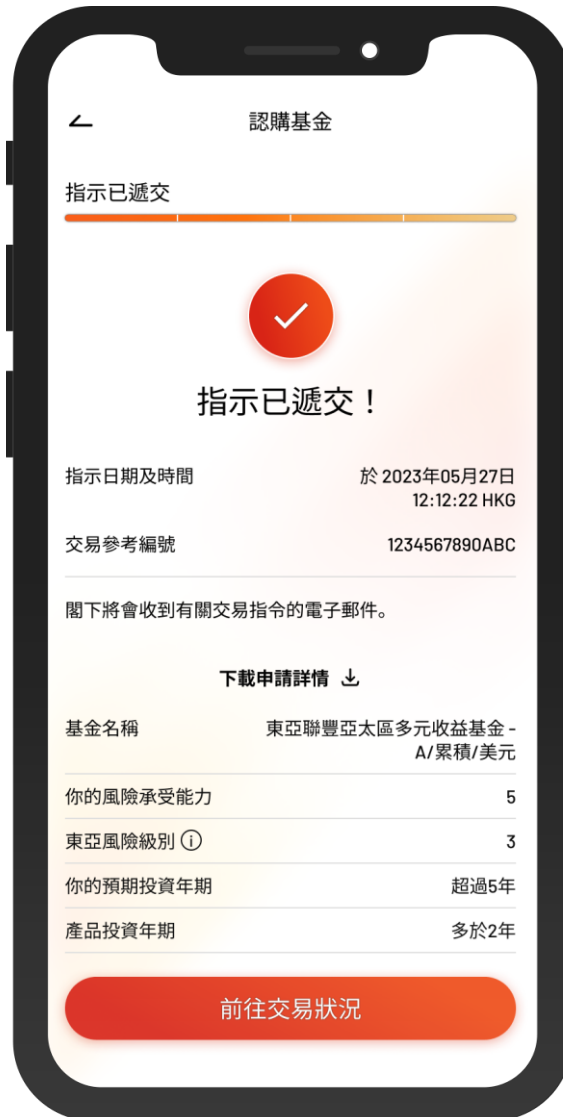 認購基金
指示已遞交
指示已遞交！
指示日期及時間
於 2023年05月27日
12:12:22 HKG
交易參考編號
1234567890ABC
閣下將會收到有關交易指令的電子郵件。
下載申請詳情
基金名稱
東亞聯豐亞太區多元收益基金 -
A/累積/美元
你的風險承受能力
5
東亞風險級別
3
你的預期投資年期
超過5年
產品投資年期
多於2年
前往交易狀況